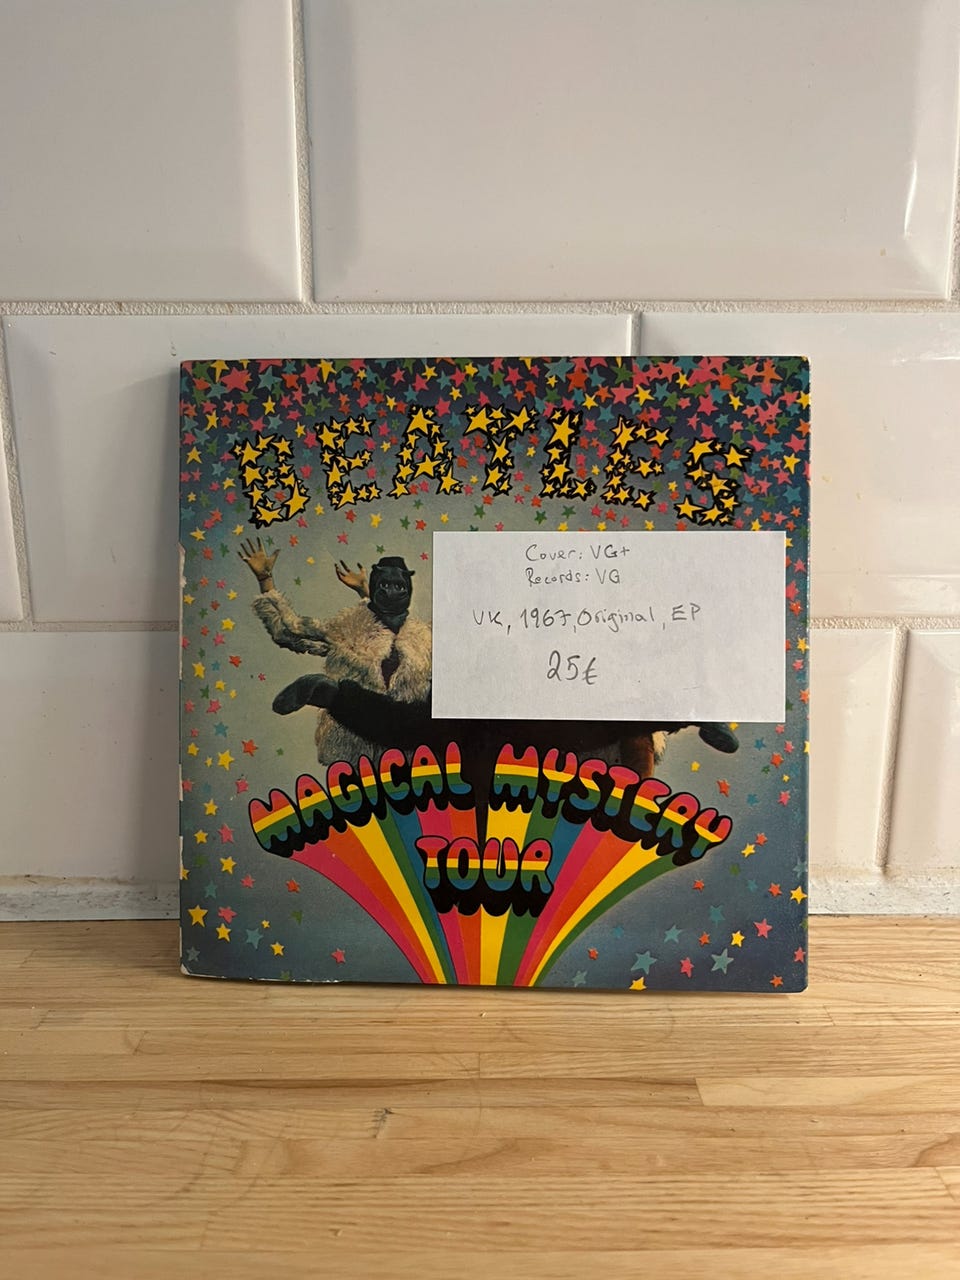 BEATLES
Cover: VG+
Records: VG
UK, 1967, Original, EP
25€
MAGICAL MYSTERY
TOUR